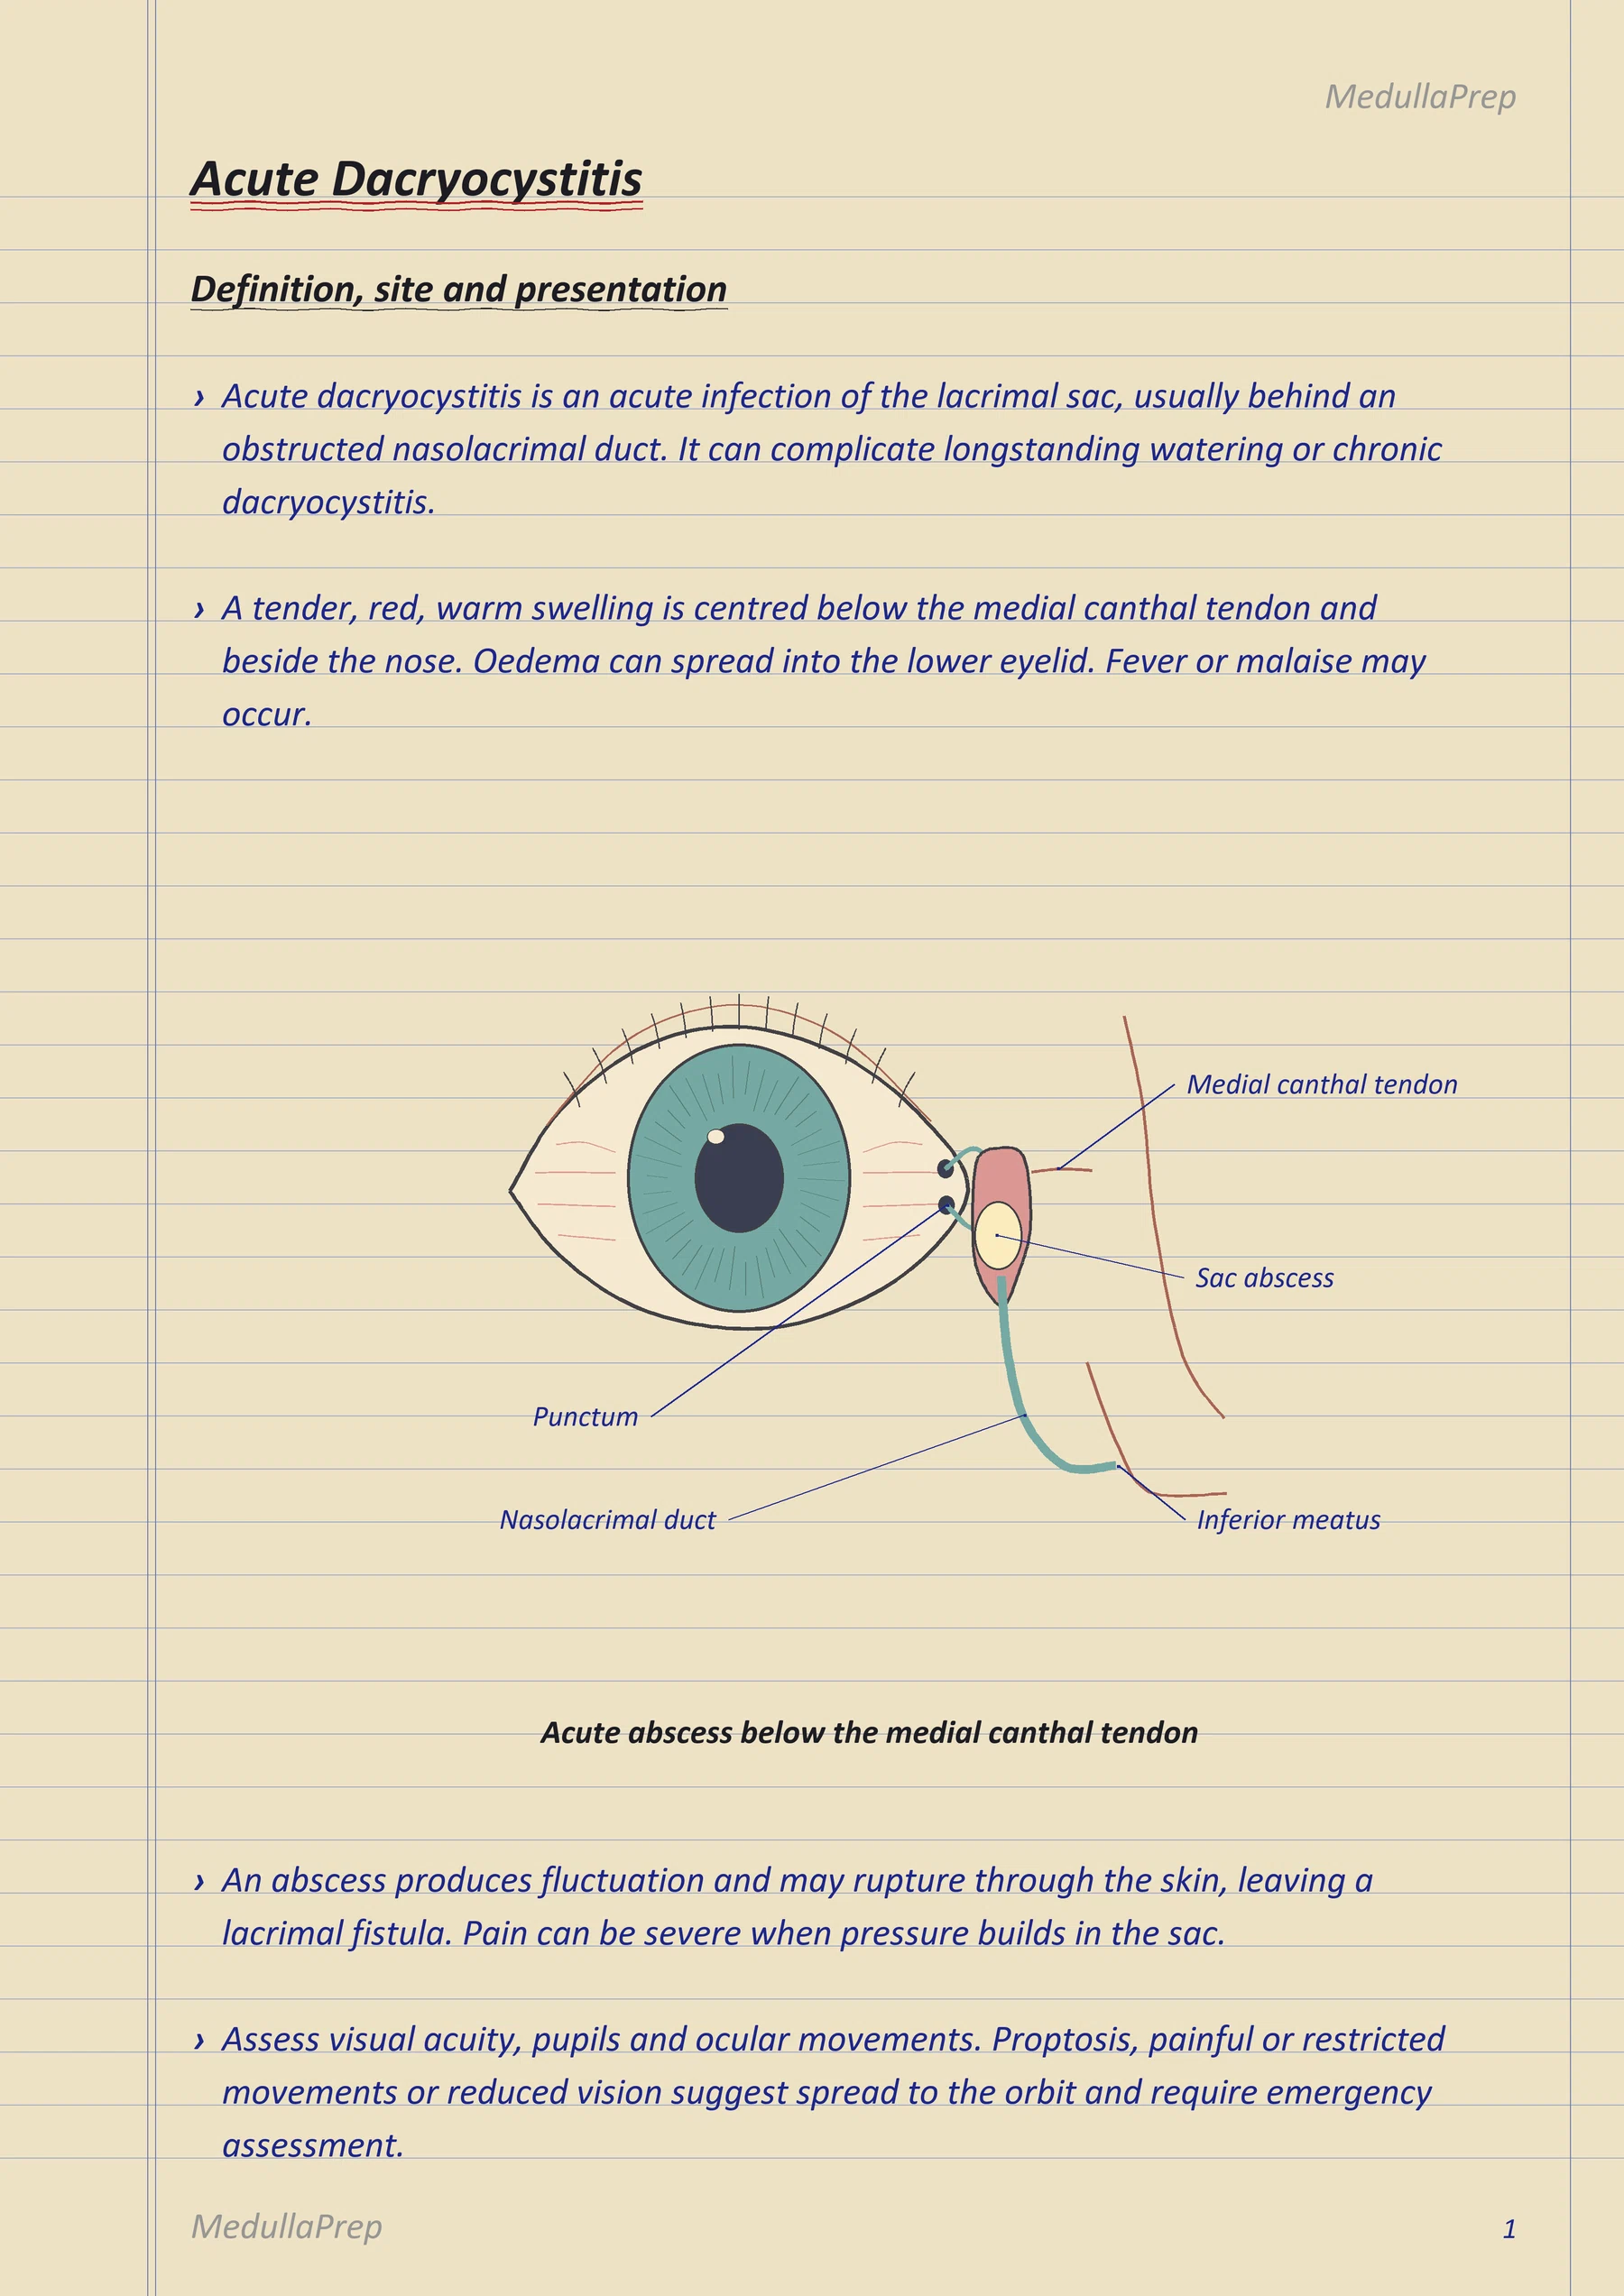 MedullaPrep
Acute Dacryocystitis
Definition, site and presentation
› Acute dacryocystitis is an acute infection of the lacrimal sac, usually behind an
obstructed nasolacrimal duct. It can complicate longstanding watering or chronic
dacryocystitis.
› A tender, red, warm swelling is centred below the medial canthal tendon and
beside the nose. Oedema can spread into the lower eyelid. Fever or malaise may
occur.
Medial canthal tendon
Sac abscess
Punctum
Nasolacrimal duct
Inferior meatus
Acute abscess below the medial canthal tendon
› An abscess produces fluctuation and may rupture through the skin, leaving a
lacrimal fistula. Pain can be severe when pressure builds in the sac.
› Assess visual acuity, pupils and ocular movements. Proptosis, painful or restricted
movements or reduced vision suggest spread to the orbit and require emergency
assessment.
MedullaPrep
1